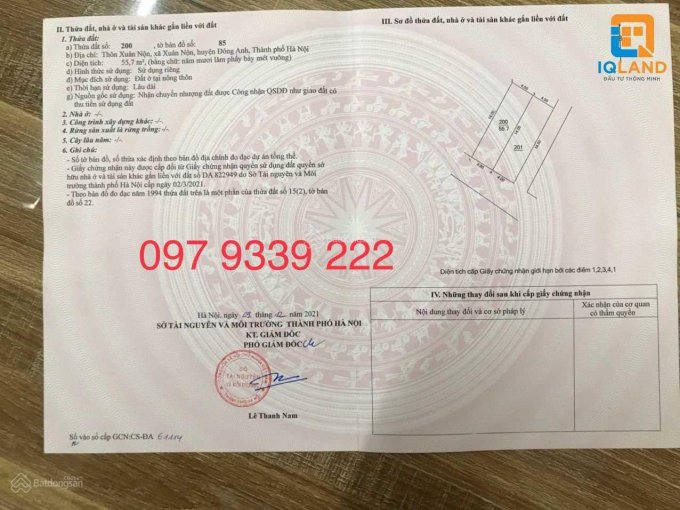 II. Thửa đất, nhà ở và tài sản khác gắn liền với đất
1. Thửa đất:
a) Thửa đất số: 200 , tờ bản đồ số: 85
b) Địa chỉ: Thôn Xuân Nộn, xã Xuân Nộn, huyện Đông Anh, Thành phố Hà Nội
c) Diện tích: 55,7 m², (bằng chữ: năm mươi lăm phẩy bảy mét vuông)
d) Hình thức sử dụng: Sử dụng riêng
đ) Mục đích sử dụng: Đất ở tại nông thôn
e) Thời hạn sử dụng: Lâu dài
g) Nguồn gốc sử dụng: Nhận chuyển nhượng đất được Công nhận QSDĐ như giao đất có
thu tiền sử dụng đất
2. Nhà ở: -/-
3. Công trình xây dựng khác: -/-
4. Rừng sản xuất là rừng trồng: -/-
5. Cây lâu năm: -/-
6. Ghi chú:
- Số tờ bản đồ, số thửa xác định theo bản đồ địa chính đo đạc dự án tổng thể.
- Giấy chứng nhận này được cấp đổi từ Giấy chứng nhận quyền sử dụng đất quyền sở
hữu nhà ở và tài sản khác gắn liền với đất số DA 822949 do Sở Tài nguyên và Môi
trường thành phố Hà Nội cấp ngày 02/3/2021.
- Theo bản đồ đo đạc năm 1994 thửa đất trên là một phần của thửa đất số 15(2), tờ bản
đồ số 22.
097 9339 222
Hà Nội, ngày 29 tháng 12 năm 2021
SỞ TÀI NGUYÊN VÀ MÔI TRƯỜNG THÀNH PHỐ HÀ NỘI
KT. GIÁM ĐỐC
PHÓ GIÁM ĐỐC
SỞ
TÀI NGUYÊN
Lê Thanh Nam
Số vào sổ cấp GCN:CS-ĐA 61114
Batdongsan
III. Sơ đồ thửa đất, nhà ở và tài sản khác gắn liền với đất
IQLAND
ĐẦU TƯ THÔNG MINH
200
55.7
201
Diện tích cấp Giấy chứng nhận giới hạn bởi các điểm 1,2,3,4,1
IV. Những thay đổi sau khi cấp giấy chứng nhận
Nội dung thay đổi và cơ sở pháp lý
Xác nhận của cơ quan
có thẩm quyền